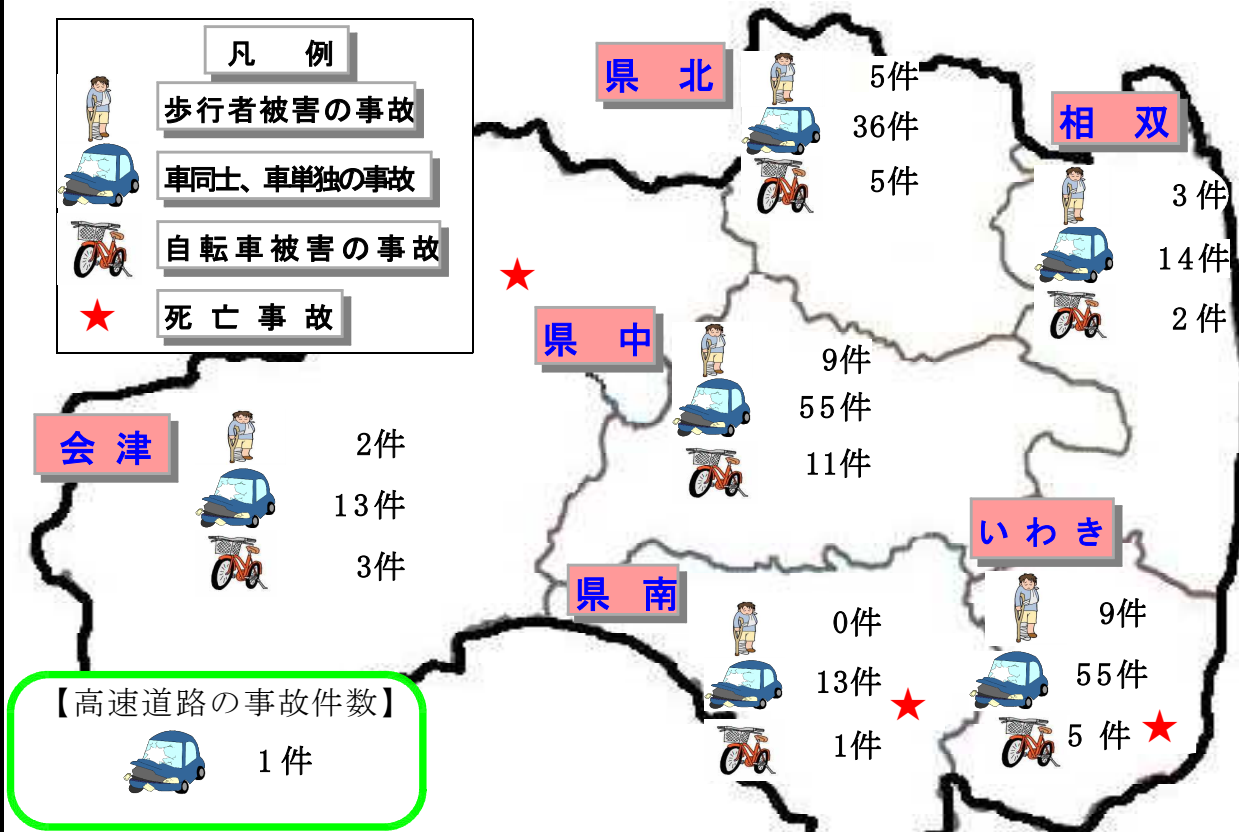 凡 例
歩行者被害の事故
車同士、車単独の事故
自転車被害の事故
★ 死亡事故
県 北
5件
36件
5件
相 双
3件
14件
2件
★
県 中
9件
55件
11件
会 津
2件
13件
3件
いわき
9件
55件
5件 ★
県 南
0件
13件 ★
1件
【高速道路の事故件数】
1件